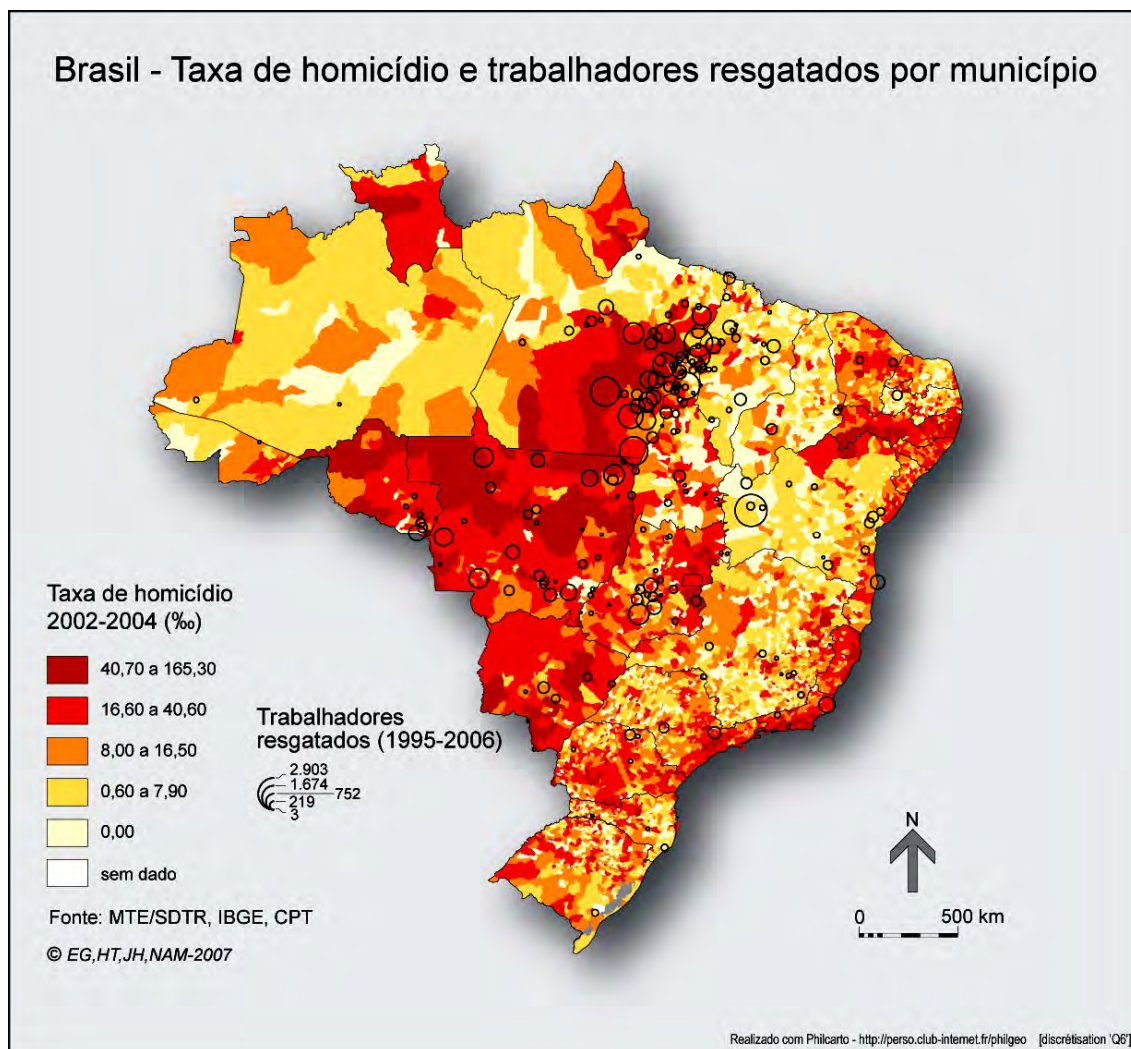 Brasil - Taxa de homicídio e trabalhadores resgatados por município
Taxa de homicídio
2002-2004 (‰)
40,70 a 165,30
16,60 a 40,60
8,00 a 16,50
0,60 a 7,90
0,00
sem dado
Trabalhadores
resgatados (1995-2006)
2.903
1.674
752
219
3
Fonte: MTE/SDTR, IBGE, CPT
© EG,HT,JH,NAM-2007
N
0 500 km
Realizado com Philcarto - http://perso.club-internet.fr/philgeo [discrétisation 'Q6']